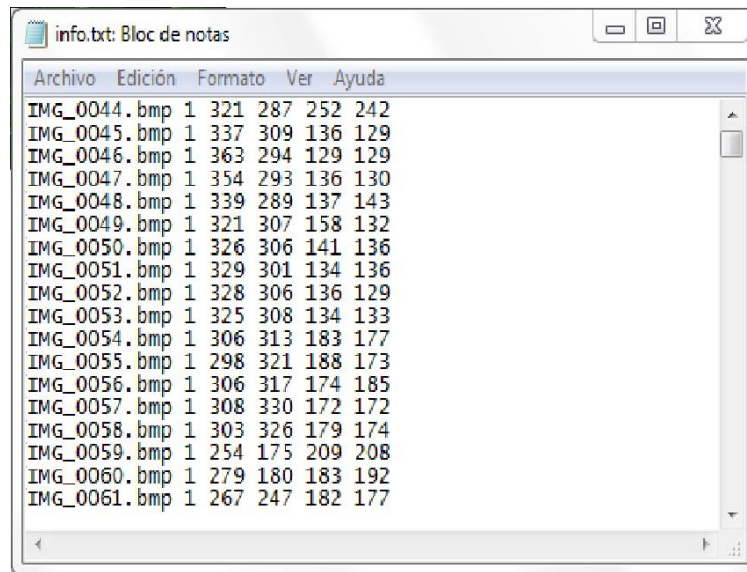 info.txt: Bloc de notas
Archivo Edición Formato Ver Ayuda
IMG_0044.bmp 1 321 287 252 242
IMG_0045.bmp 1 337 309 136 129
IMG_0046.bmp 1 363 294 129 129
IMG_0047.bmp 1 354 293 136 130
IMG_0048.bmp 1 339 289 137 143
IMG_0049.bmp 1 321 307 158 132
IMG_0050.bmp 1 326 306 141 136
IMG_0051.bmp 1 329 301 134 136
IMG_0052.bmp 1 328 306 136 129
IMG_0053.bmp 1 325 308 134 133
IMG_0054.bmp 1 306 313 183 177
IMG_0055.bmp 1 298 321 188 173
IMG_0056.bmp 1 306 317 174 185
IMG_0057.bmp 1 308 330 172 172
IMG_0058.bmp 1 303 326 179 174
IMG_0059.bmp 1 254 175 209 208
IMG_0060.bmp 1 279 180 183 192
IMG_0061.bmp 1 267 247 182 177